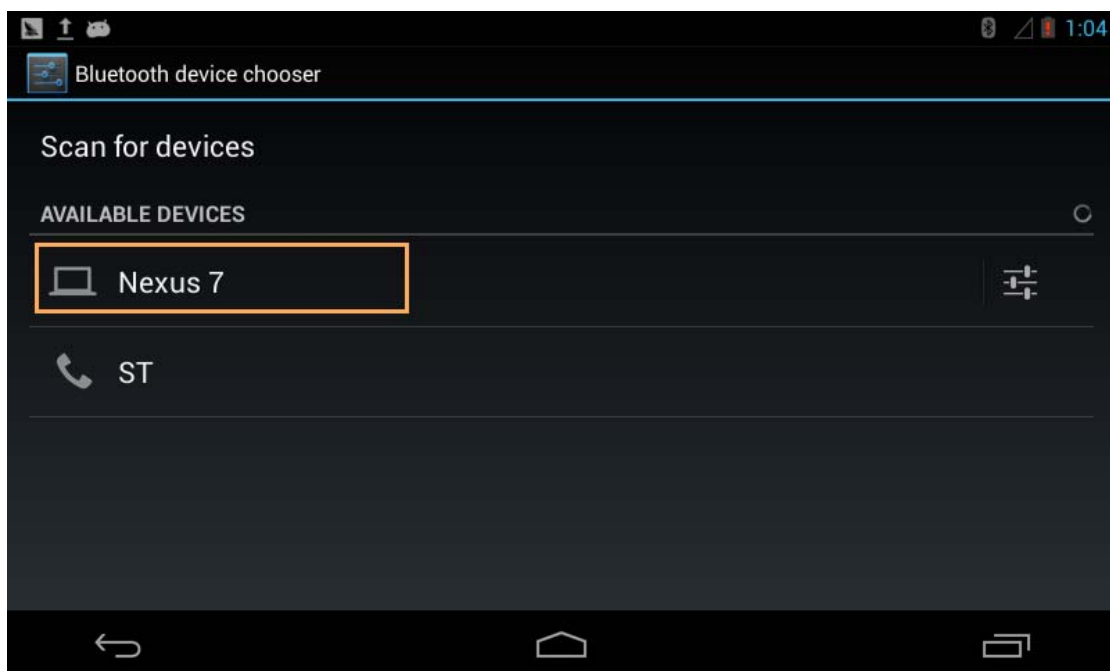 1:04
Bluetooth device chooser
Scan for devices
AVAILABLE DEVICES
Nexus 7
ST